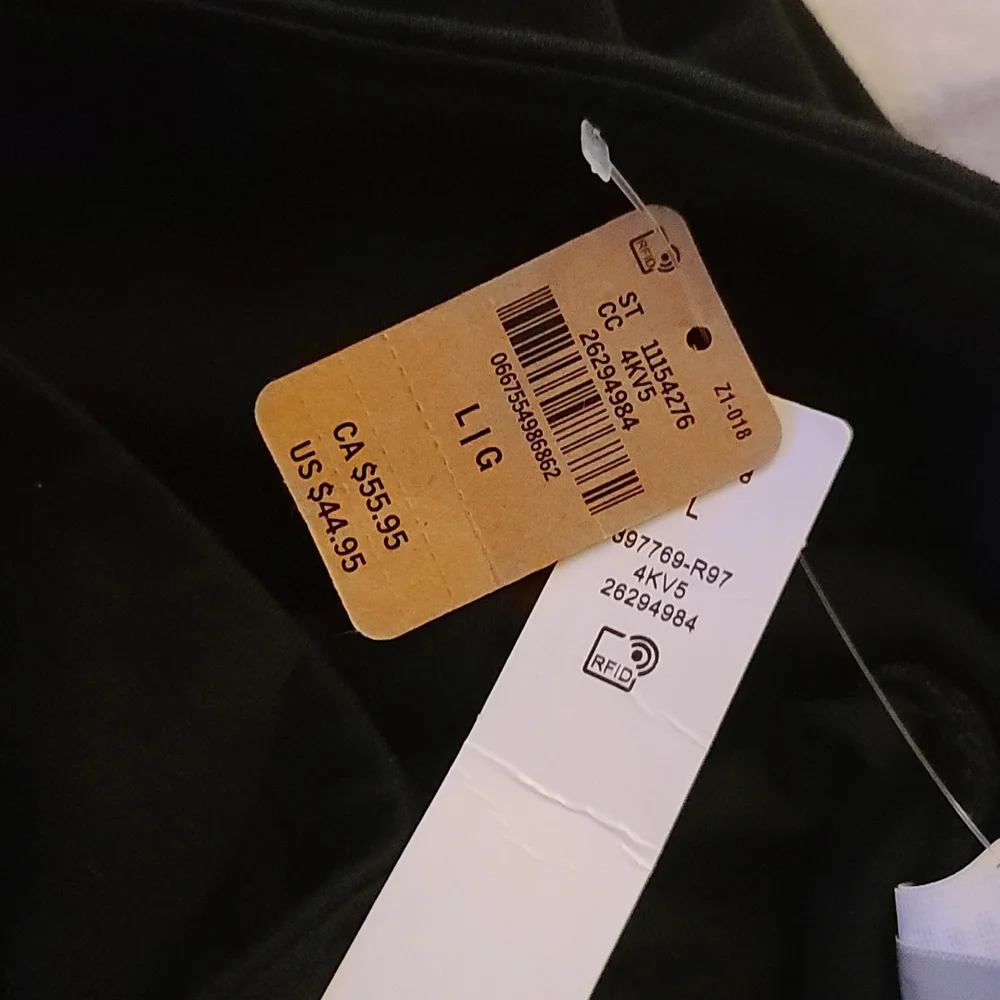 RFID
Z1-018
ST 11154276
CC 4KV5
26294984
0667554986862
L I G
CA $55.95
US $44.95
L
397769-R97
4KV5
26294984
RFID